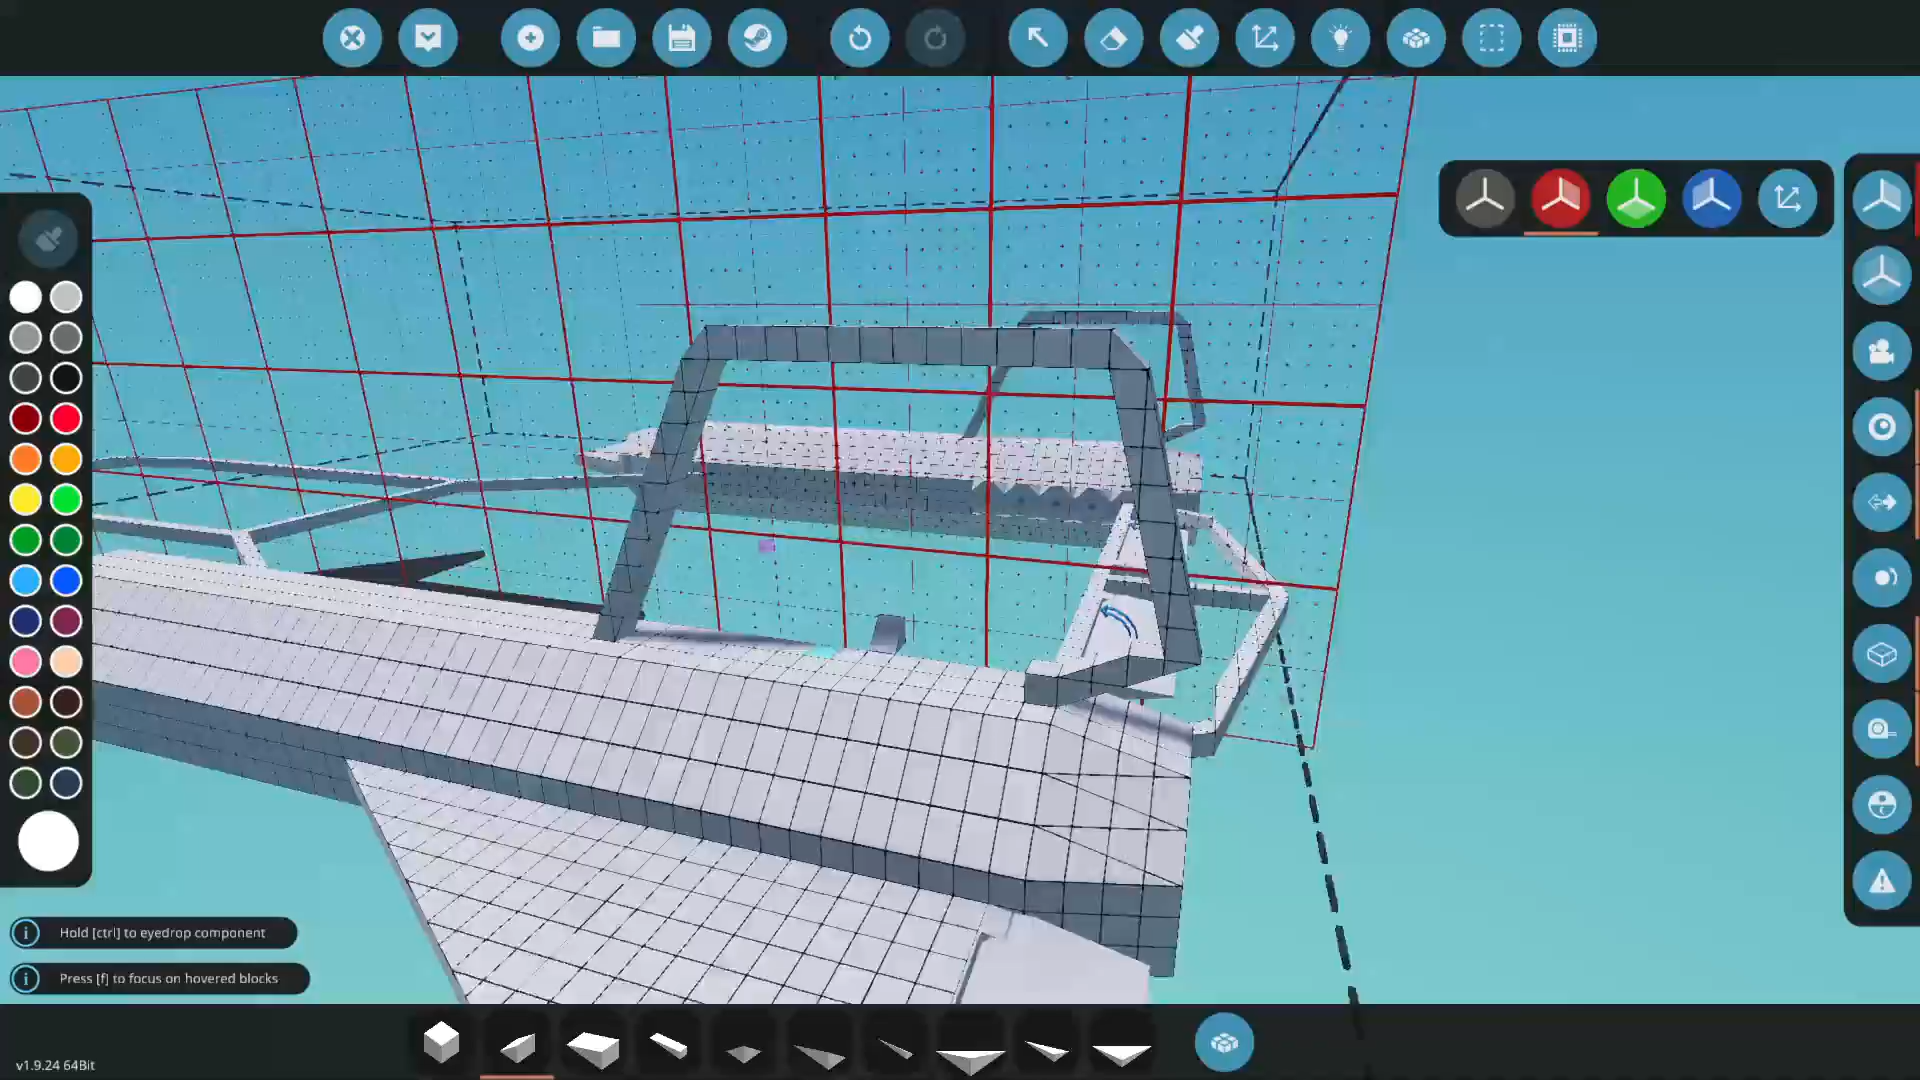 Hold [ctrl] to eyedrop component
Press [f] to focus on hovered blocks
v1.9.24 64Bit